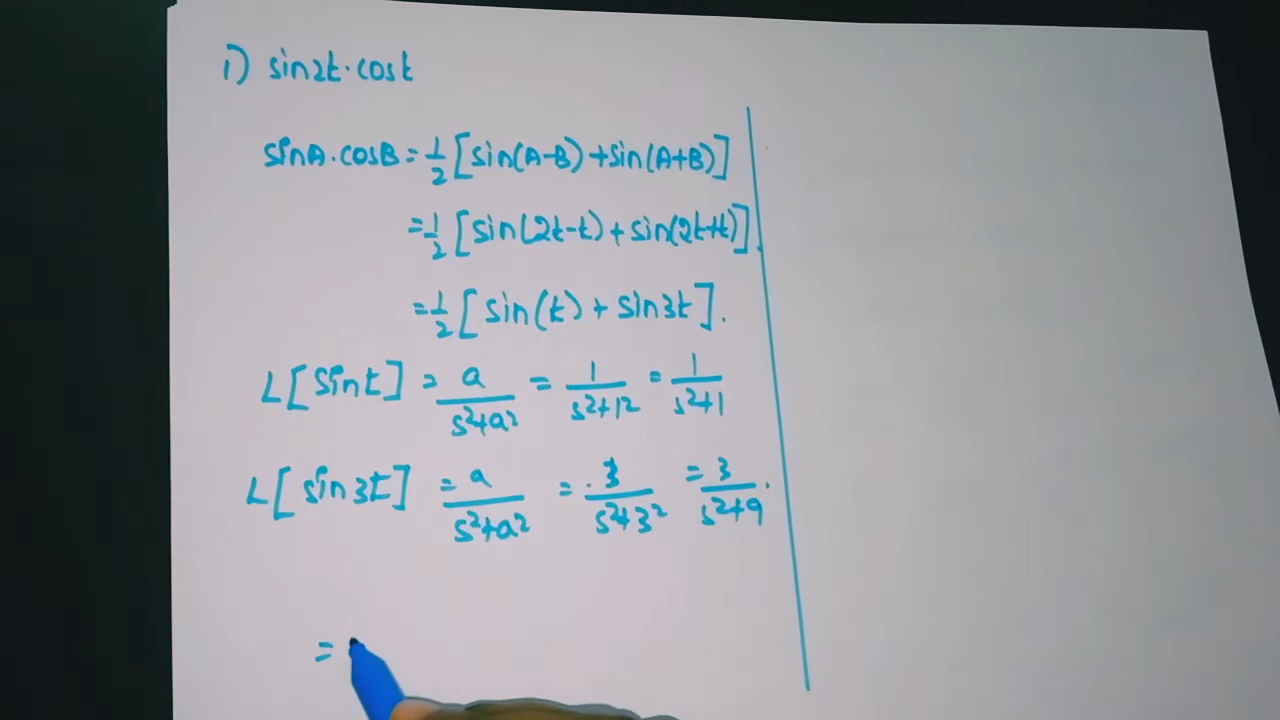 1) sin2t·cost
sinA·cosB=1/2[sin(A-B)+sin(A+B)]
=1/2[sin(2t-t)+sin(2t+t)].
=1/2[sin(t)+sin3t].
L[sint]=a/(s²+a²)=1/(s²+1²)=1/(s²+1)
L[sin3t]=a/(s²+a²)=3/(s²+3²)=3/(s²+9).
=